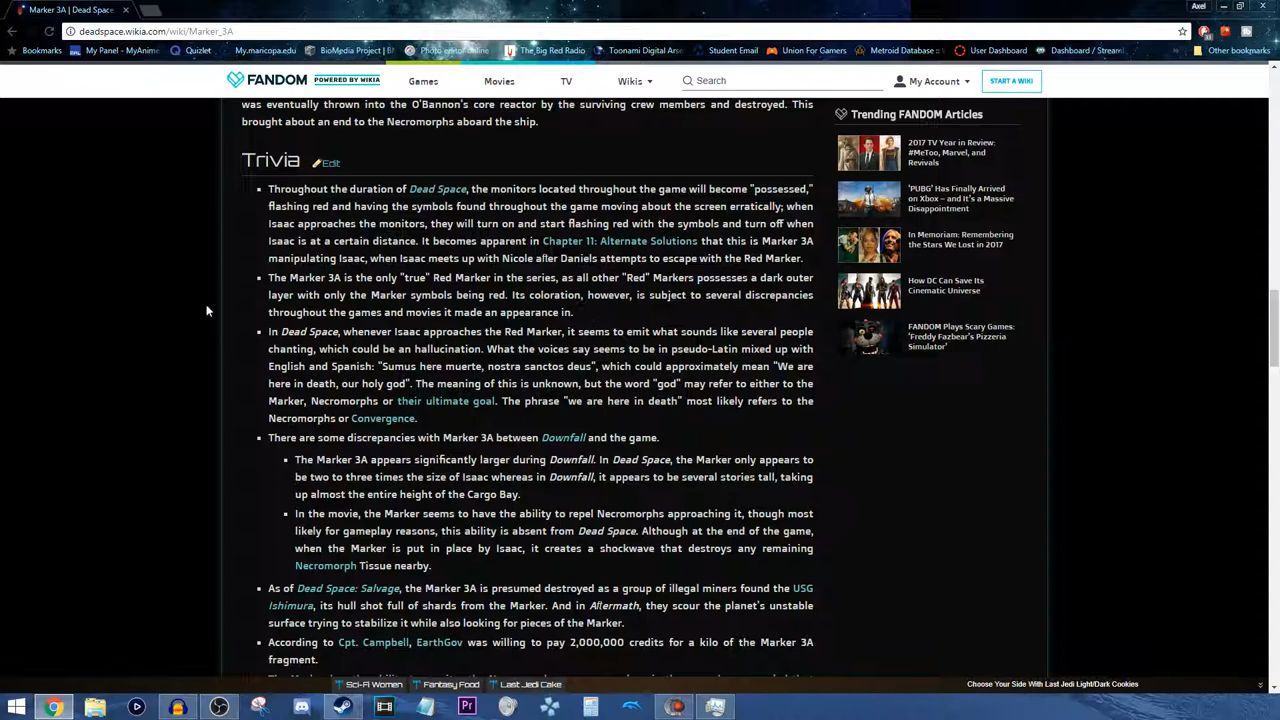 Marker 3A | Dead Space
Axel
deadspace.wikia.com/wiki/Marker_3A
Bookmarks
My Panel - MyAnime
Quizlet
My.maricopa.edu
BioMedia Project | B
Photo editor online
The Big Red Radio
Toonami Digital Arse
Student Email
Union For Gamers
Metroid Database ::
User Dashboard
Dashboard / Stream
Other bookmarks
FANDOM POWERED BY WIKIA
Games
Movies
TV
Wikis
Search
My Account
START A WIKI
was eventually thrown into the O'Bannon's core reactor by the surviving crew members and destroyed. This
brought about an end to the Necromorphs aboard the ship.
Trivia Edit
Throughout the duration of Dead Space, the monitors located throughout the game will become "possessed,"
flashing red and having the symbols found throughout the game moving about the screen erratically; when
Isaac approaches the monitors, they will turn on and start flashing red with the symbols and turn off when
Isaac is at a certain distance. It becomes apparent in Chapter 11: Alternate Solutions that this is Marker 3A
manipulating Isaac, when Isaac meets up with Nicole after Daniels attempts to escape with the Red Marker.
The Marker 3A is the only "true" Red Marker in the series, as all other "Red" Markers possesses a dark outer
layer with only the Marker symbols being red. Its coloration, however, is subject to several discrepancies
throughout the games and movies it made an appearance in.
In Dead Space, whenever Isaac approaches the Red Marker, it seems to emit what sounds like several people
chanting, which could be an hallucination. What the voices say seems to be in pseudo-Latin mixed up with
English and Spanish: "Sumus here muerte, nostra sanctos deus", which could approximately mean "We are
here in death, our holy god". The meaning of this is unknown, but the word "god" may refer to either to the
Marker, Necromorphs or their ultimate goal. The phrase "we are here in death" most likely refers to the
Necromorphs or Convergence.
There are some discrepancies with Marker 3A between Downfall and the game.
The Marker 3A appears significantly larger during Downfall. In Dead Space, the Marker only appears to
be two to three times the size of Isaac whereas in Downfall, it appears to be several stories tall, taking
up almost the entire height of the Cargo Bay.
In the movie, the Marker seems to have the ability to repel Necromorphs approaching it, though most
likely for gameplay reasons, this ability is absent from Dead Space. Although at the end of the game,
when the Marker is put in place by Isaac, it creates a shockwave that destroys any remaining
Necromorph Tissue nearby.
As of Dead Space: Salvage, the Marker 3A is presumed destroyed as a group of illegal miners found the USG
Ishimura, its hull shot full of shards from the Marker. And in Aftermath, they scour the planet's unstable
surface trying to stabilize it while also looking for pieces of the Marker.
According to Cpt. Campbell, EarthGov was willing to pay 2,000,000 credits for a kilo of the Marker 3A
fragment.
Trending FANDOM Articles
2017 TV Year in Review:
#MeToo, Marvel, and
Revivals
'PUBG' Has Finally Arrived
on Xbox – and It's a Massive
Disappointment
In Memoriam: Remembering
the Stars We Lost in 2017
How DC Can Save Its
Cinematic Universe
FANDOM Plays Scary Games:
'Freddy Fazbear's Pizzeria
Simulator'
Sci-Fi Women
Fantasy Food
Last Jedi Cake
Choose Your Side With Last Jedi Light/Dark Cookies
Pr